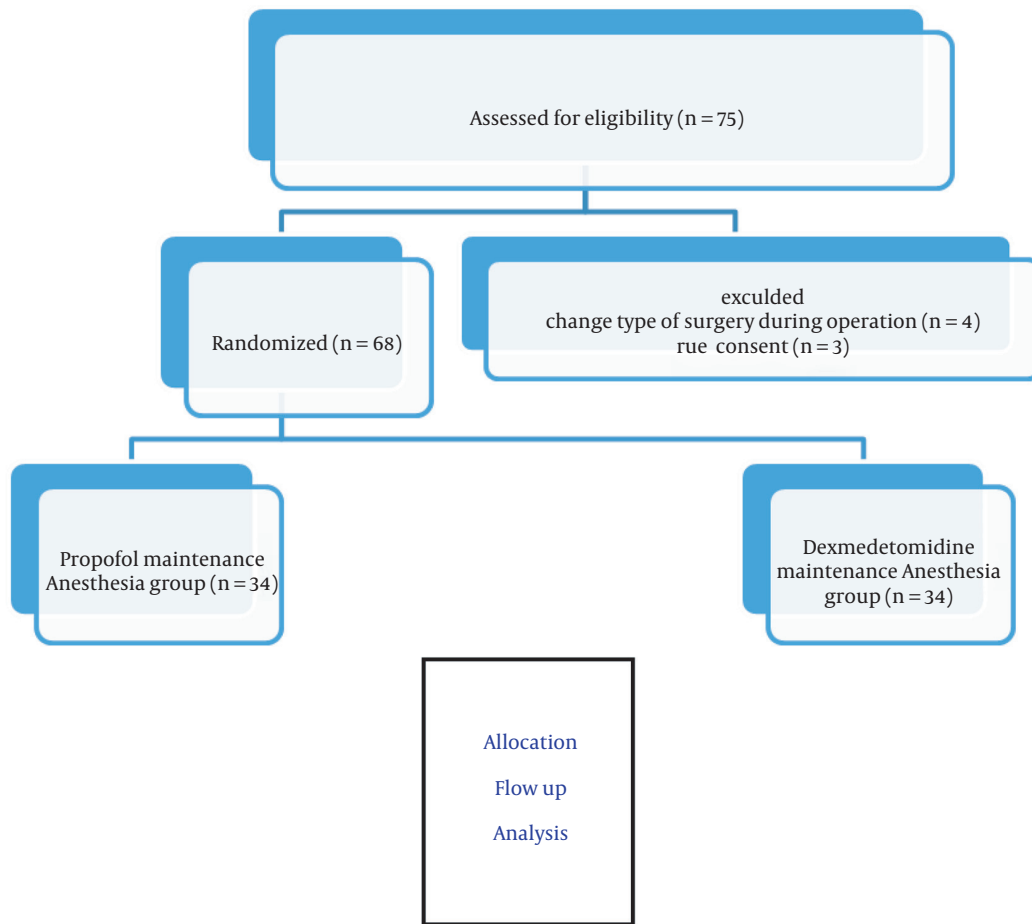 Assessed for eligibility (n = 75)
Randomized (n = 68)
exculded
change type of surgery during operation (n = 4)
rue consent (n = 3)
Propofol maintenance
Anesthesia group (n = 34)
Dexmedetomidine
maintenance Anesthesia
group (n = 34)
Allocation
Flow up
Analysis